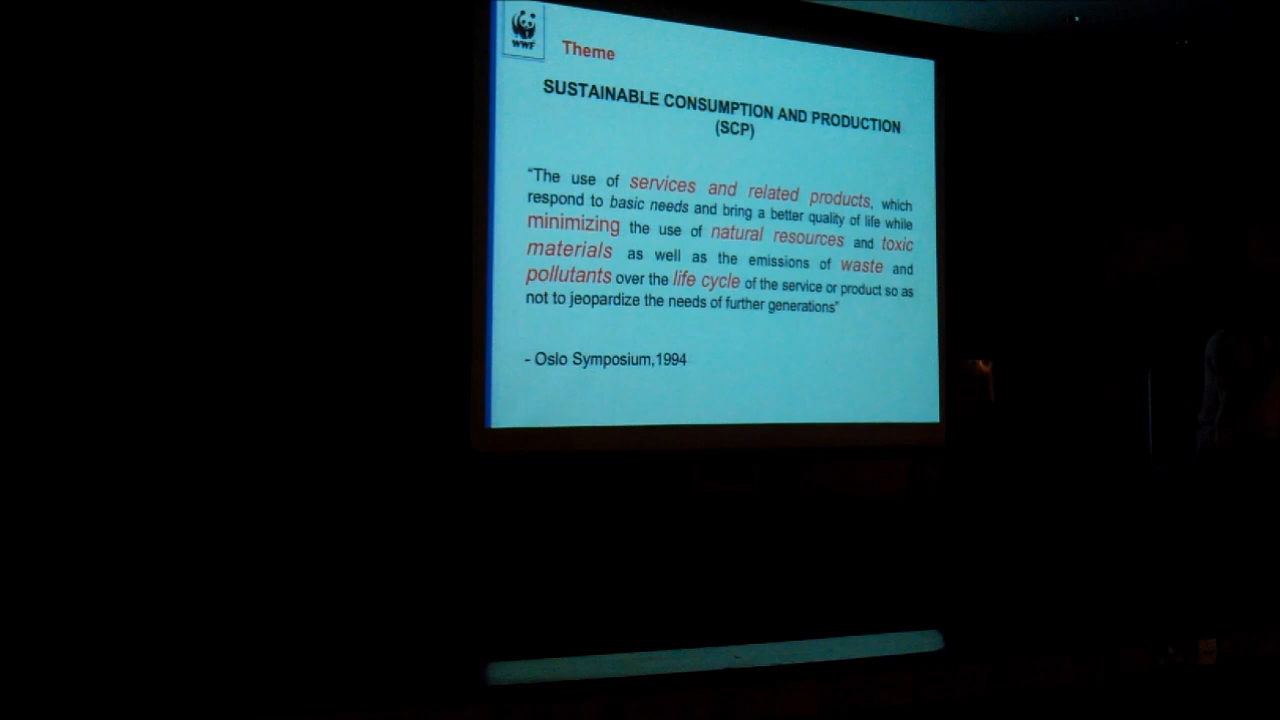 WWF
Theme
SUSTAINABLE CONSUMPTION AND PRODUCTION
(SCP)
“The use of services and related products, which
respond to basic needs and bring a better quality of life while
minimizing the use of natural resources and toxic
materials as well as the emissions of waste and
pollutants over the life cycle of the service or product so as
not to jeopardize the needs of further generations”
- Oslo Symposium,1994